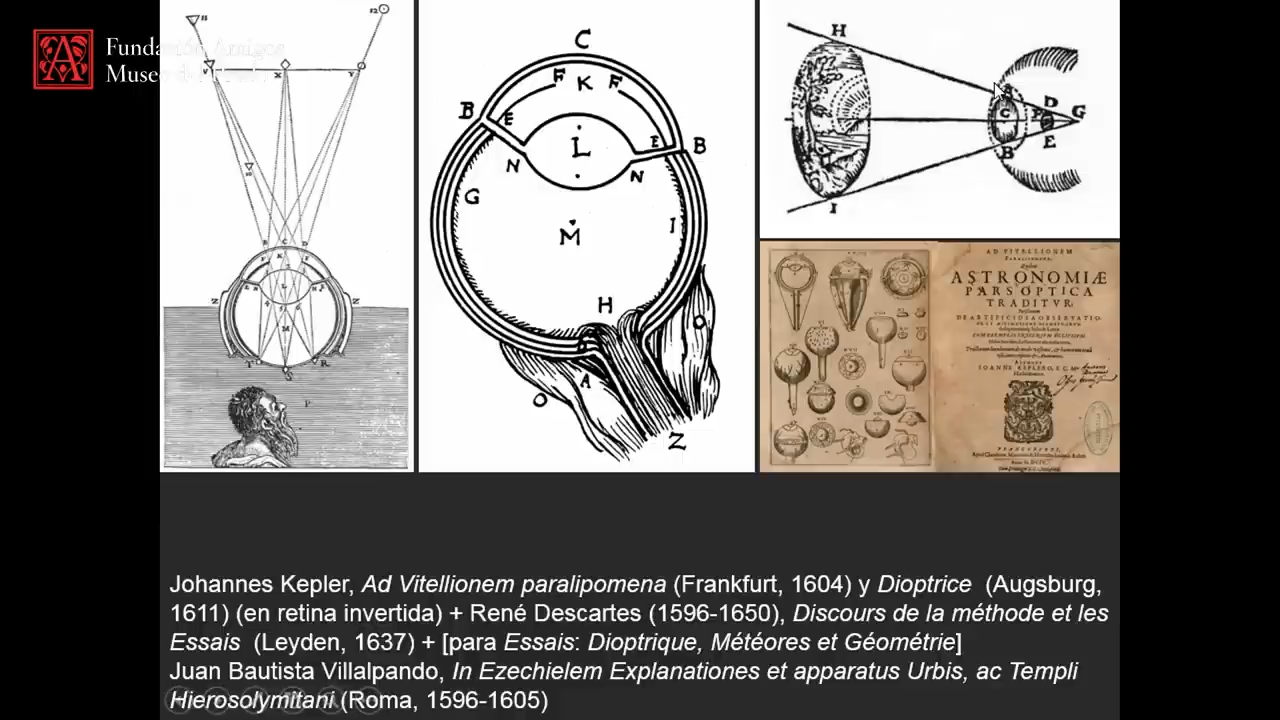 Fundación Amigos
Museo del Prado
C
F K F
B
E
E
B
L
N
N
G
I
M
H
O
A
O
Z
H
D
G
C
E
B
I
Z
Z
M
R
P
AD VITELLIONEM
PARALIPOMENA,
ASTRONOMIÆ
PARS OPTICA
TRADITVR;
Johannes Kepler, Ad Vitellionem paralipomena (Frankfurt, 1604) y Dioptrice (Augsburg,
1611) (en retina invertida) + René Descartes (1596-1650), Discours de la méthode et les
Essais (Leyden, 1637) + [para Essais: Dioptrique, Météores et Géométrie]
Juan Bautista Villalpando, In Ezechielem Explanationes et apparatus Urbis, ac Templi
Hierosolymitani (Roma, 1596-1605)